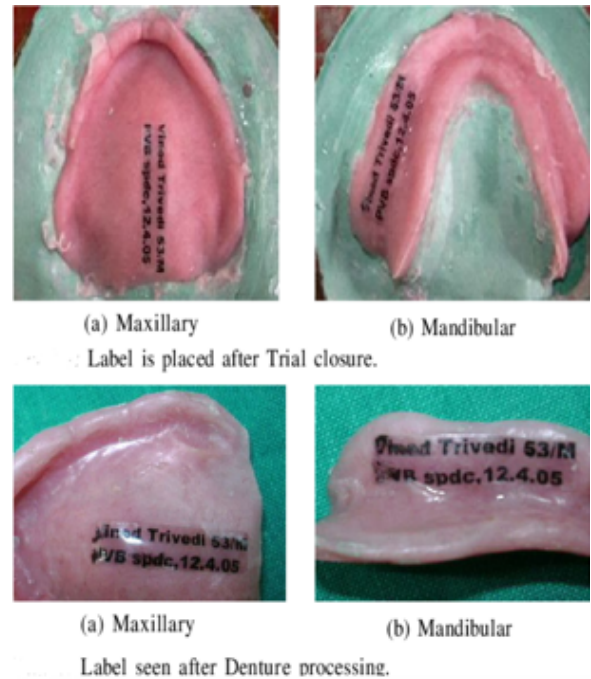 Vinod Trivedi 53/M
PVB spdc,12.4.05
Vinod Trivedi 53/M
PVB spdc,12.4.05
(a) Maxillary
(b) Mandibular
Label is placed after Trial closure.
Vinod Trivedi 53/M
PVB spdc,12.4.05
Vinod Trivedi 53/M
PVB spdc,12.4.05
(a) Maxillary
(b) Mandibular
Label seen after Denture processing.